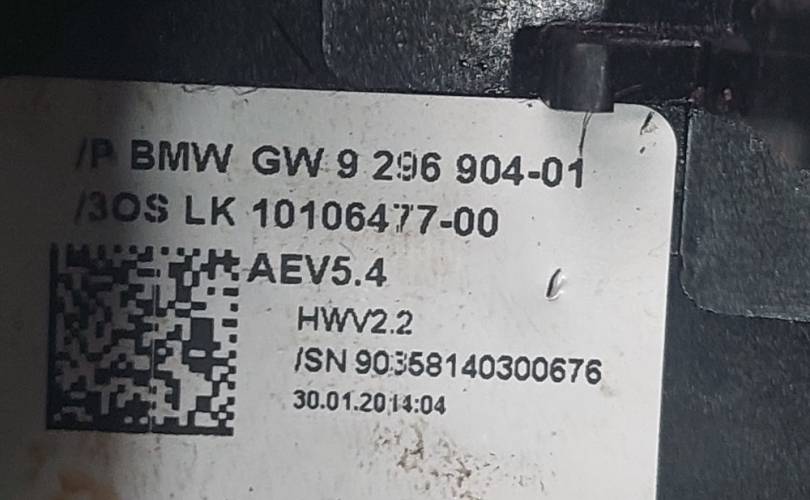 /P BMW GW 9 296 904-01
/3OS LK 10106477-00
AEV5.4
HWV2.2
/SN 90358140300676
30.01.2014:04